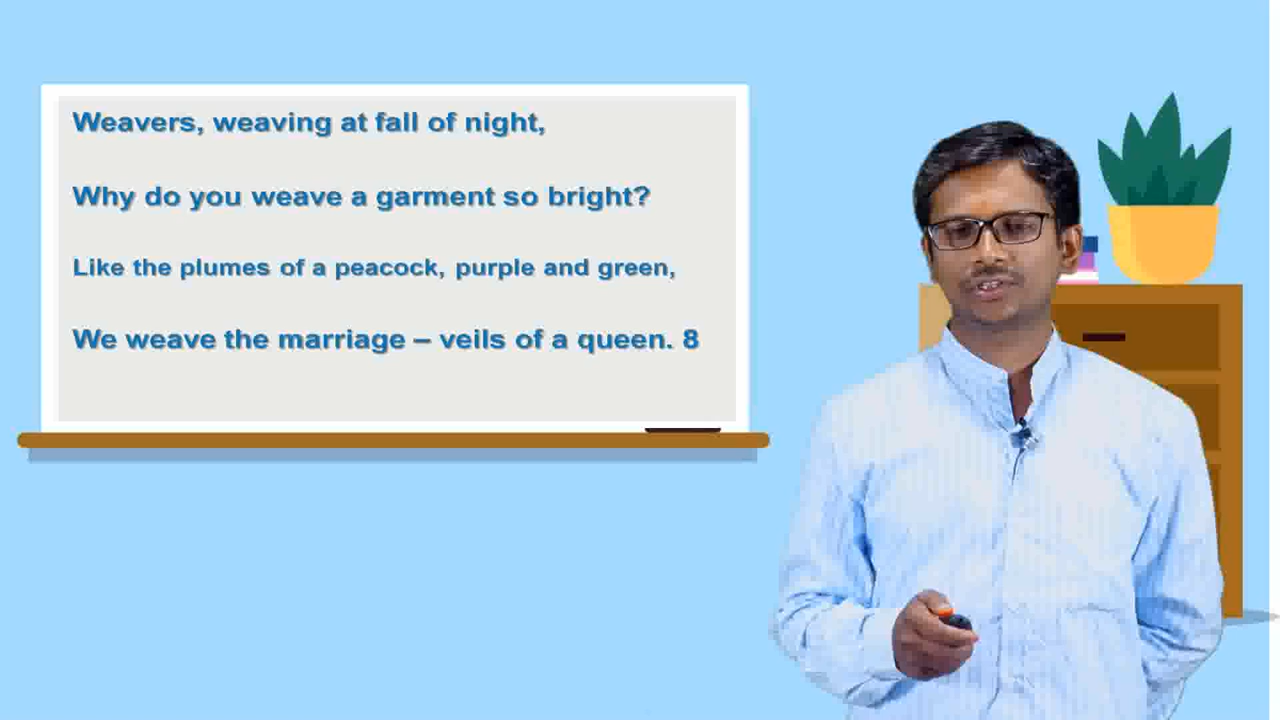 Weavers, weaving at fall of night,
Why do you weave a garment so bright?
Like the plumes of a peacock, purple and green,
We weave the marriage – veils of a queen. 8